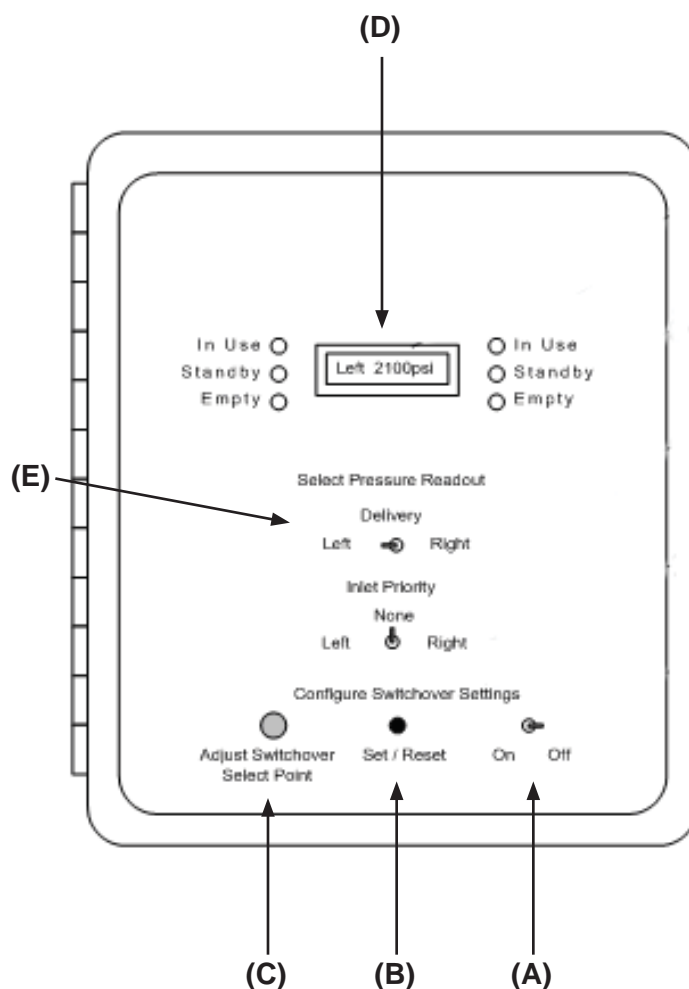 (D)
In Use In Use
Left 2100psi
Standby Standby
Empty Empty
(E)
Select Pressure Readout
Delivery
Left Right
Inlet Priority
None
Left Right
Configure Switchover Settings
Adjust Switchover
Select Point
Set / Reset
On Off
(C) (B) (A)